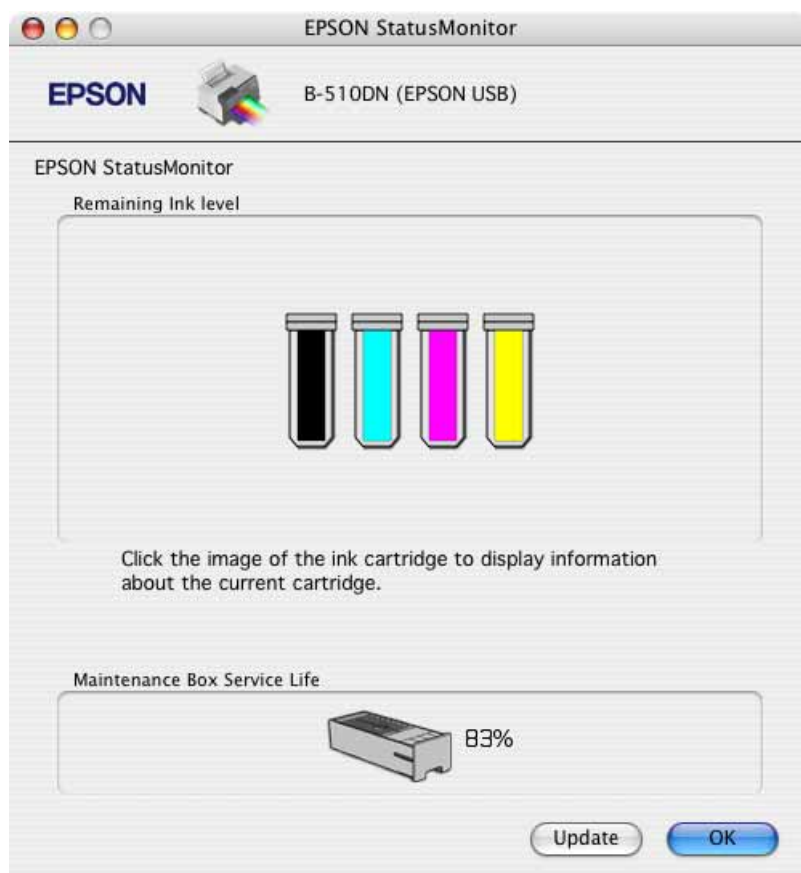 EPSON StatusMonitor
EPSON
B-510DN (EPSON USB)
EPSON StatusMonitor
Remaining Ink level
Click the image of the ink cartridge to display information
about the current cartridge.
Maintenance Box Service Life
83%
Update
OK